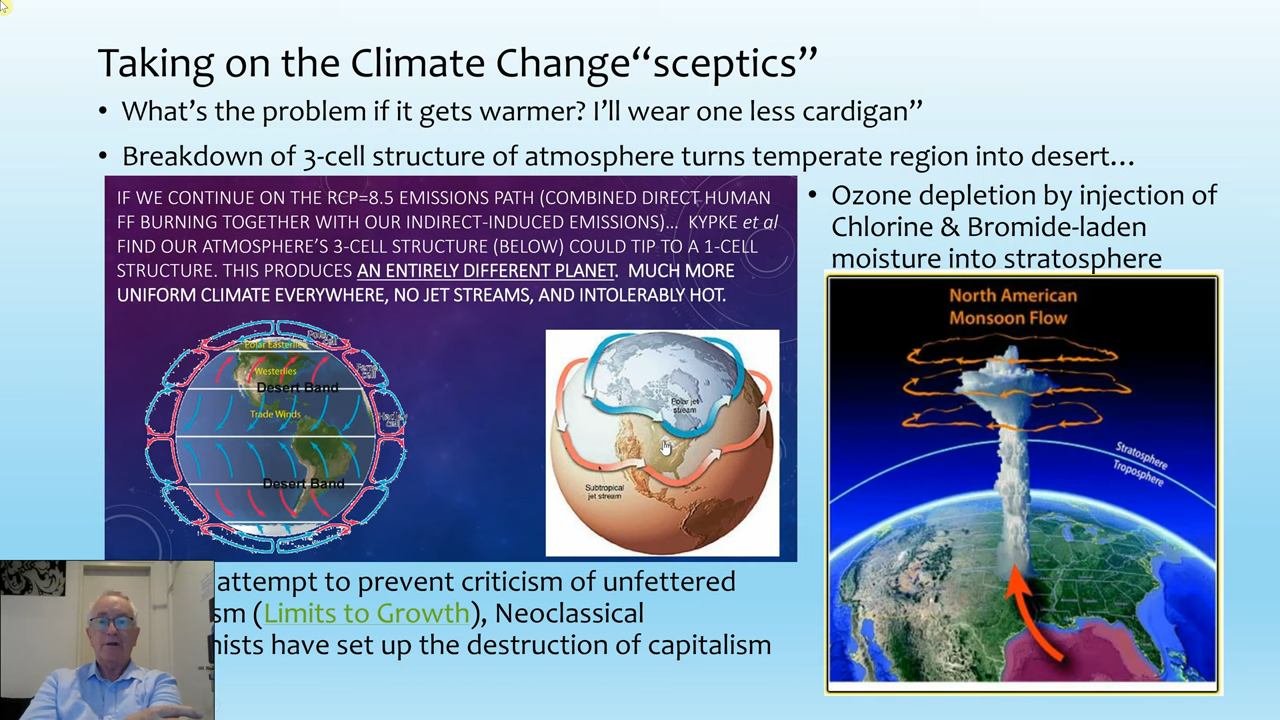 Taking on the Climate Change“sceptics”
• What’s the problem if it gets warmer? I’ll wear one less cardigan”
• Breakdown of 3-cell structure of atmosphere turns temperate region into desert…
IF WE CONTINUE ON THE RCP=8.5 EMISSIONS PATH (COMBINED DIRECT HUMAN
FF BURNING TOGETHER WITH OUR INDIRECT-INDUCED EMISSIONS)… KYPKE et al
FIND OUR ATMOSPHERE’S 3-CELL STRUCTURE (BELOW) COULD TIP TO A 1-CELL
STRUCTURE. THIS PRODUCES AN ENTIRELY DIFFERENT PLANET. MUCH MORE
UNIFORM CLIMATE EVERYWHERE, NO JET STREAMS, AND INTOLERABLY HOT.
Polar Easterlies
Westerlies
Desert Band
Trade Winds
Desert Band
Polar jet
stream
Subtropical
jet stream
• Ozone depletion by injection of
Chlorine & Bromide-laden
moisture into stratosphere
North American
Monsoon Flow
Stratosphere
Troposphere
attempt to prevent criticism of unfettered
sm (Limits to Growth), Neoclassical
ists have set up the destruction of capitalism